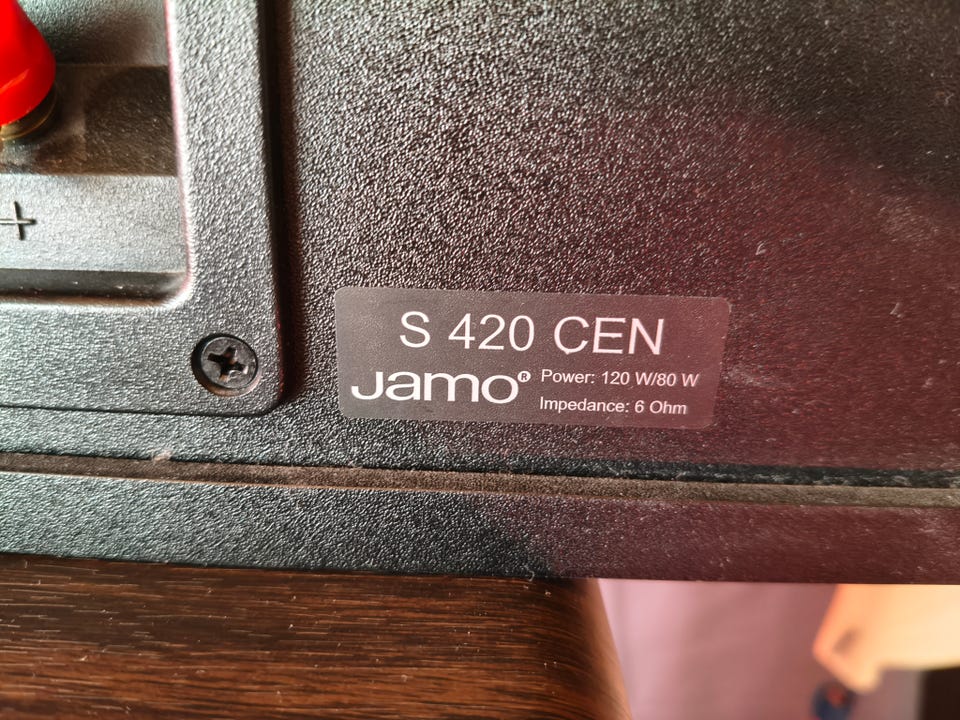 +
S 420 CEN
Jamo®
Power: 120 W/80 W
Impedance: 6 Ohm